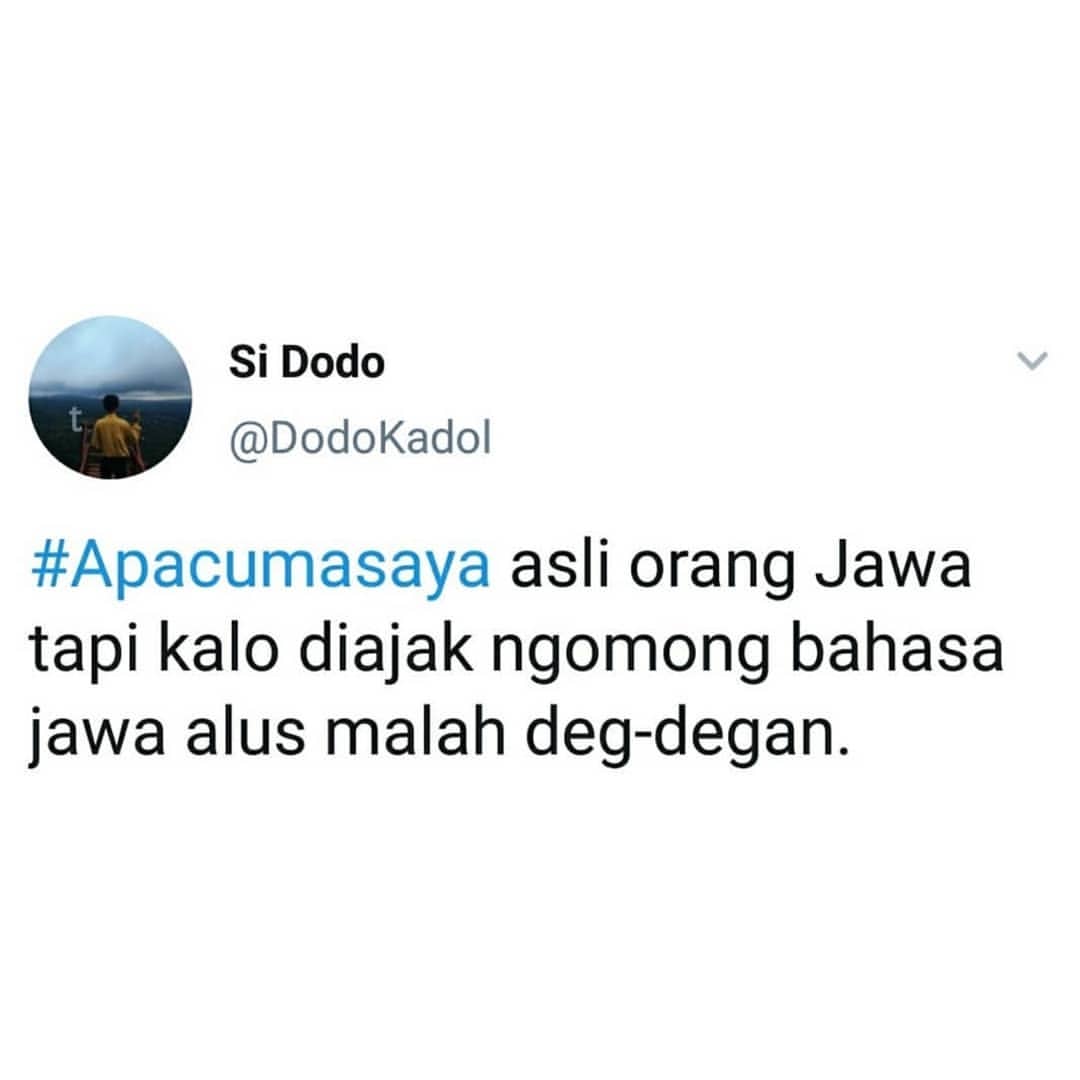 Si Dodo
@DodoKadol
#Apacumasaya asli orang Jawa
tapi kalo diajak ngomong bahasa
jawa alus malah deg-degan.
t